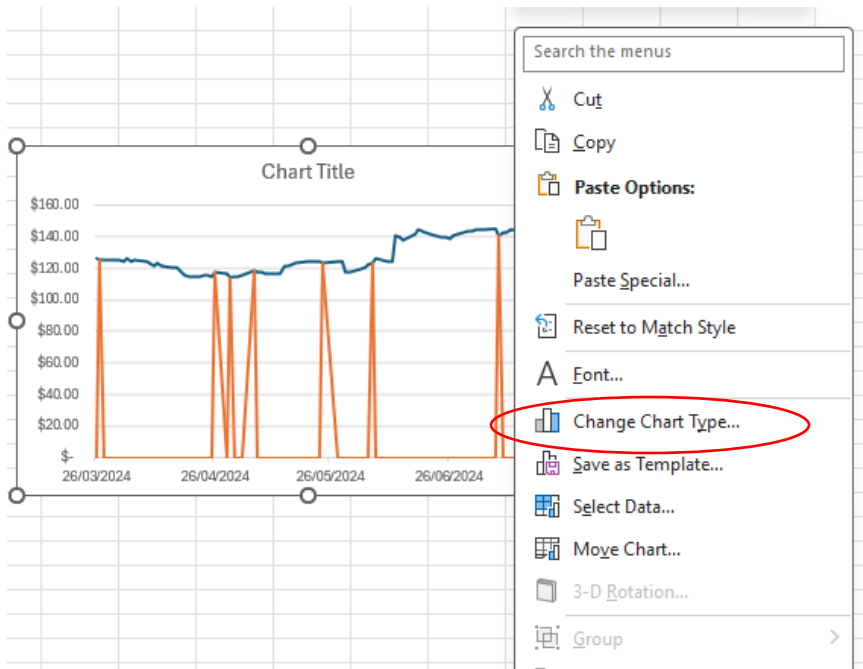 Chart Title
$160.00
$140.00
$120.00
$100.00
$80.00
$60.00
$40.00
$20.00
$-
26/03/2024 26/04/2024 26/05/2024 26/06/2024
Search the menus
Cut
Copy
Paste Options:
Paste Special...
Reset to Match Style
A Font...
Change Chart Type...
Save as Template...
Select Data...
Move Chart...
3-D Rotation...
Group